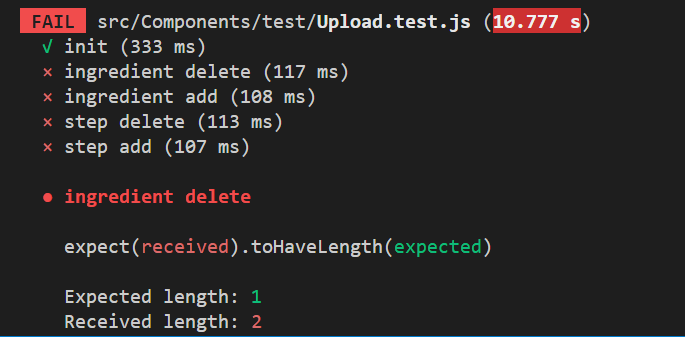 FAIL src/Components/test/Upload.test.js (10.777 s)
√ init (333 ms)
× ingredient delete (117 ms)
× ingredient add (108 ms)
× step delete (113 ms)
× step add (107 ms)
● ingredient delete
expect(received).toHaveLength(expected)
Expected length: 1
Received length: 2